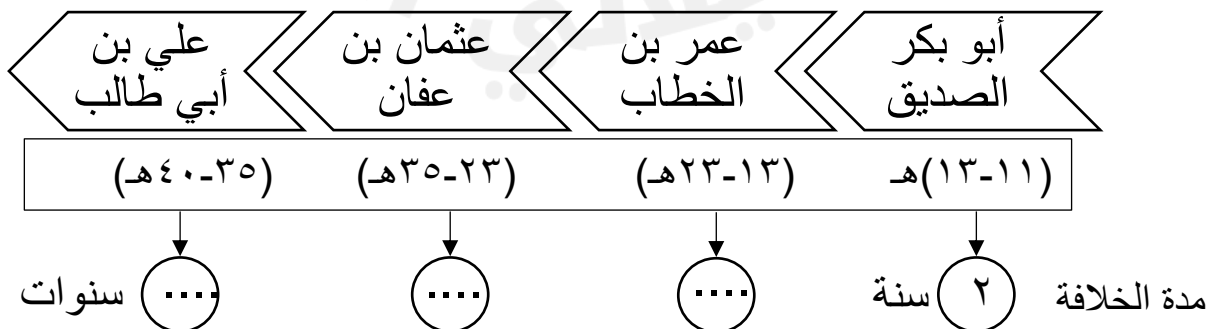 أبو بكر
الصديق
عمر بن
الخطاب
عثمان بن
عفان
علي بن
أبي طالب
(١١-١٣)هـ
(١٣-٢٣هـ)
(٢٣-٣٥هـ)
(٣٥-٤٠هـ)
مدة الخلافة
٢
سنة
....
....
....
سنوات